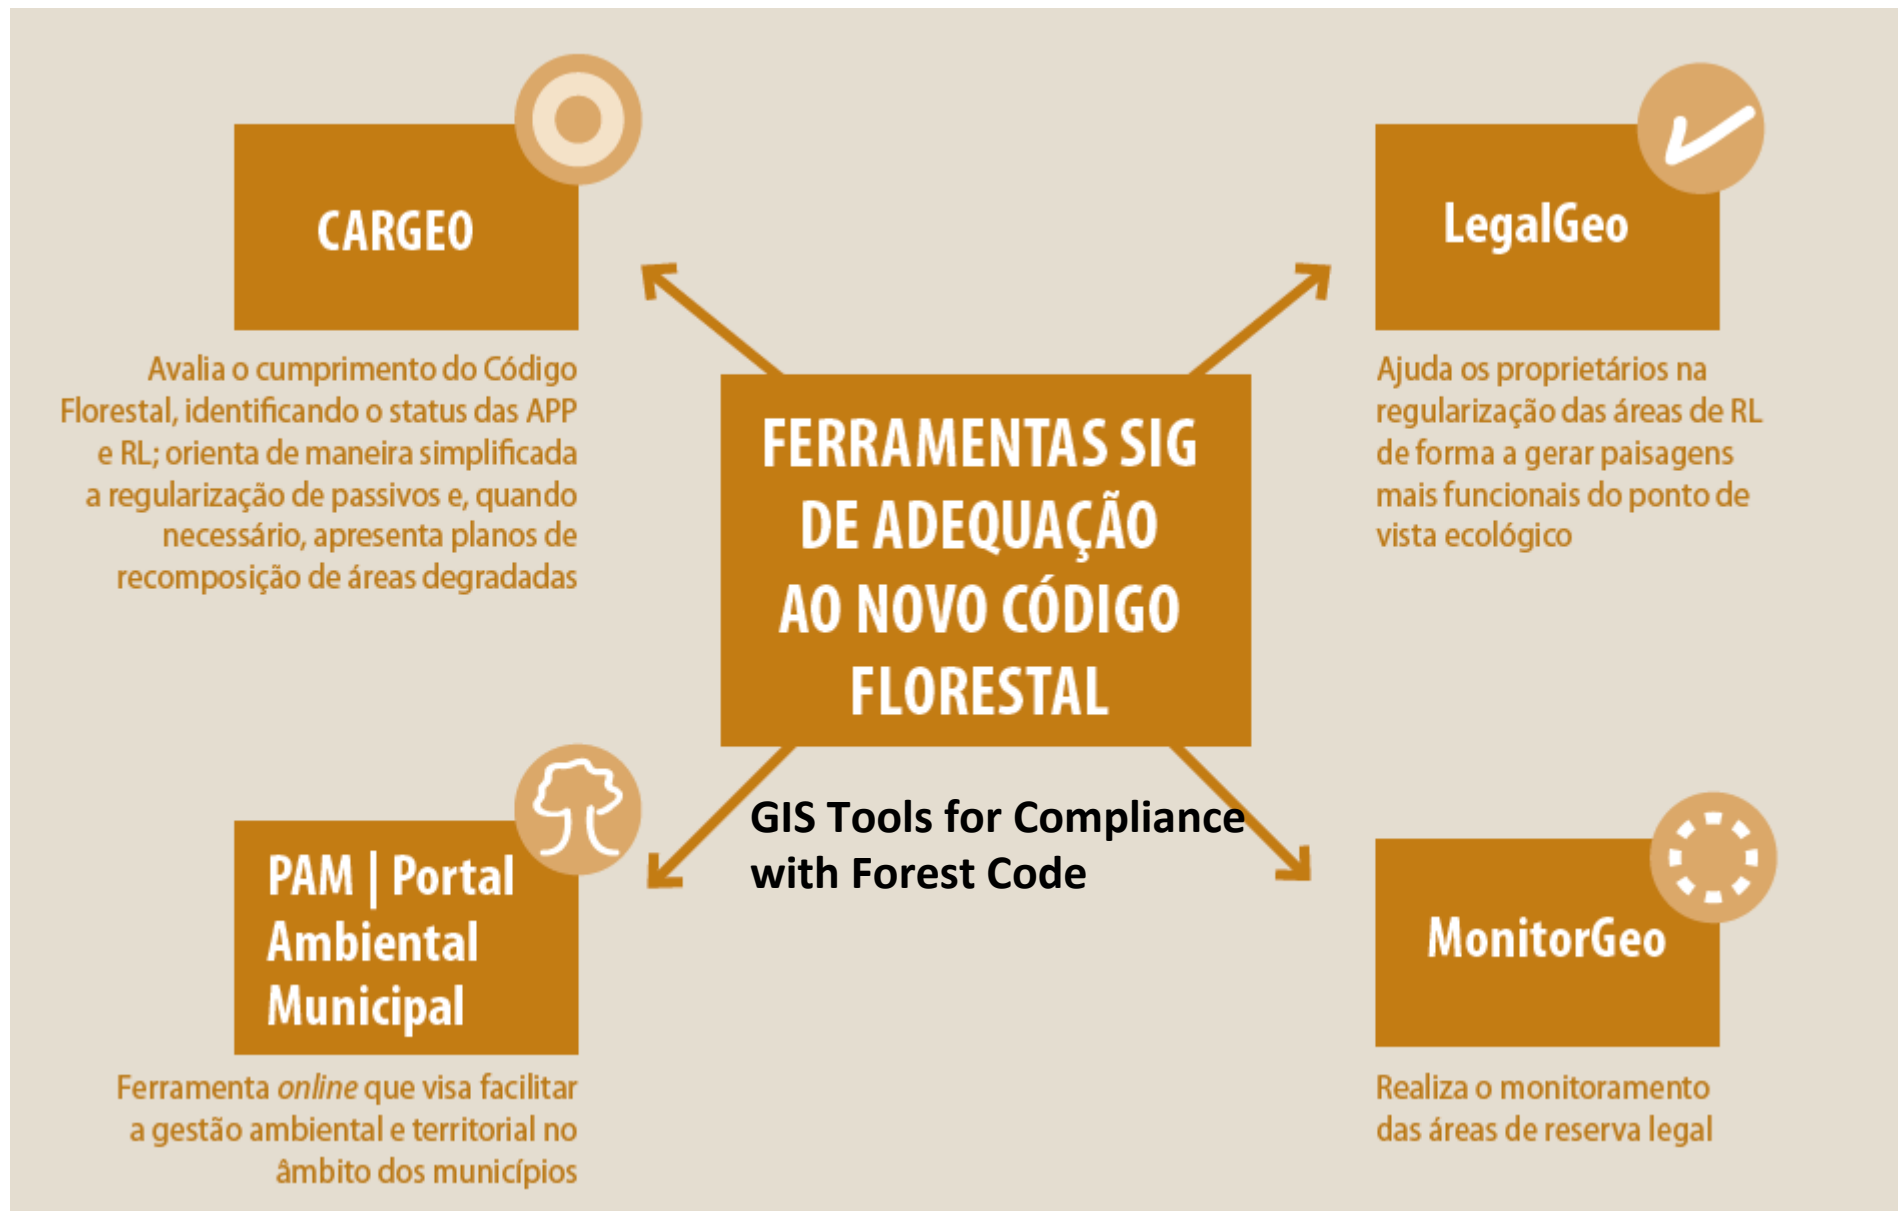 CARGEO
Avalia o cumprimento do Código
Florestal, identificando o status das APP
e RL; orienta de maneira simplificada
a regularização de passivos e, quando
necessário, apresenta planos de
recomposição de áreas degradadas
LegalGeo
Ajuda os proprietários na
regularização das áreas de RL
de forma a gerar paisagens
mais funcionais do ponto de
vista ecológico
FERRAMENTAS SIG
DE ADEQUAÇÃO
AO NOVO CÓDIGO
FLORESTAL
GIS Tools for Compliance
with Forest Code
PAM | Portal
Ambiental
Municipal
Ferramenta online que visa facilitar
a gestão ambiental e territorial no
âmbito dos municípios
MonitorGeo
Realiza o monitoramento
das áreas de reserva legal